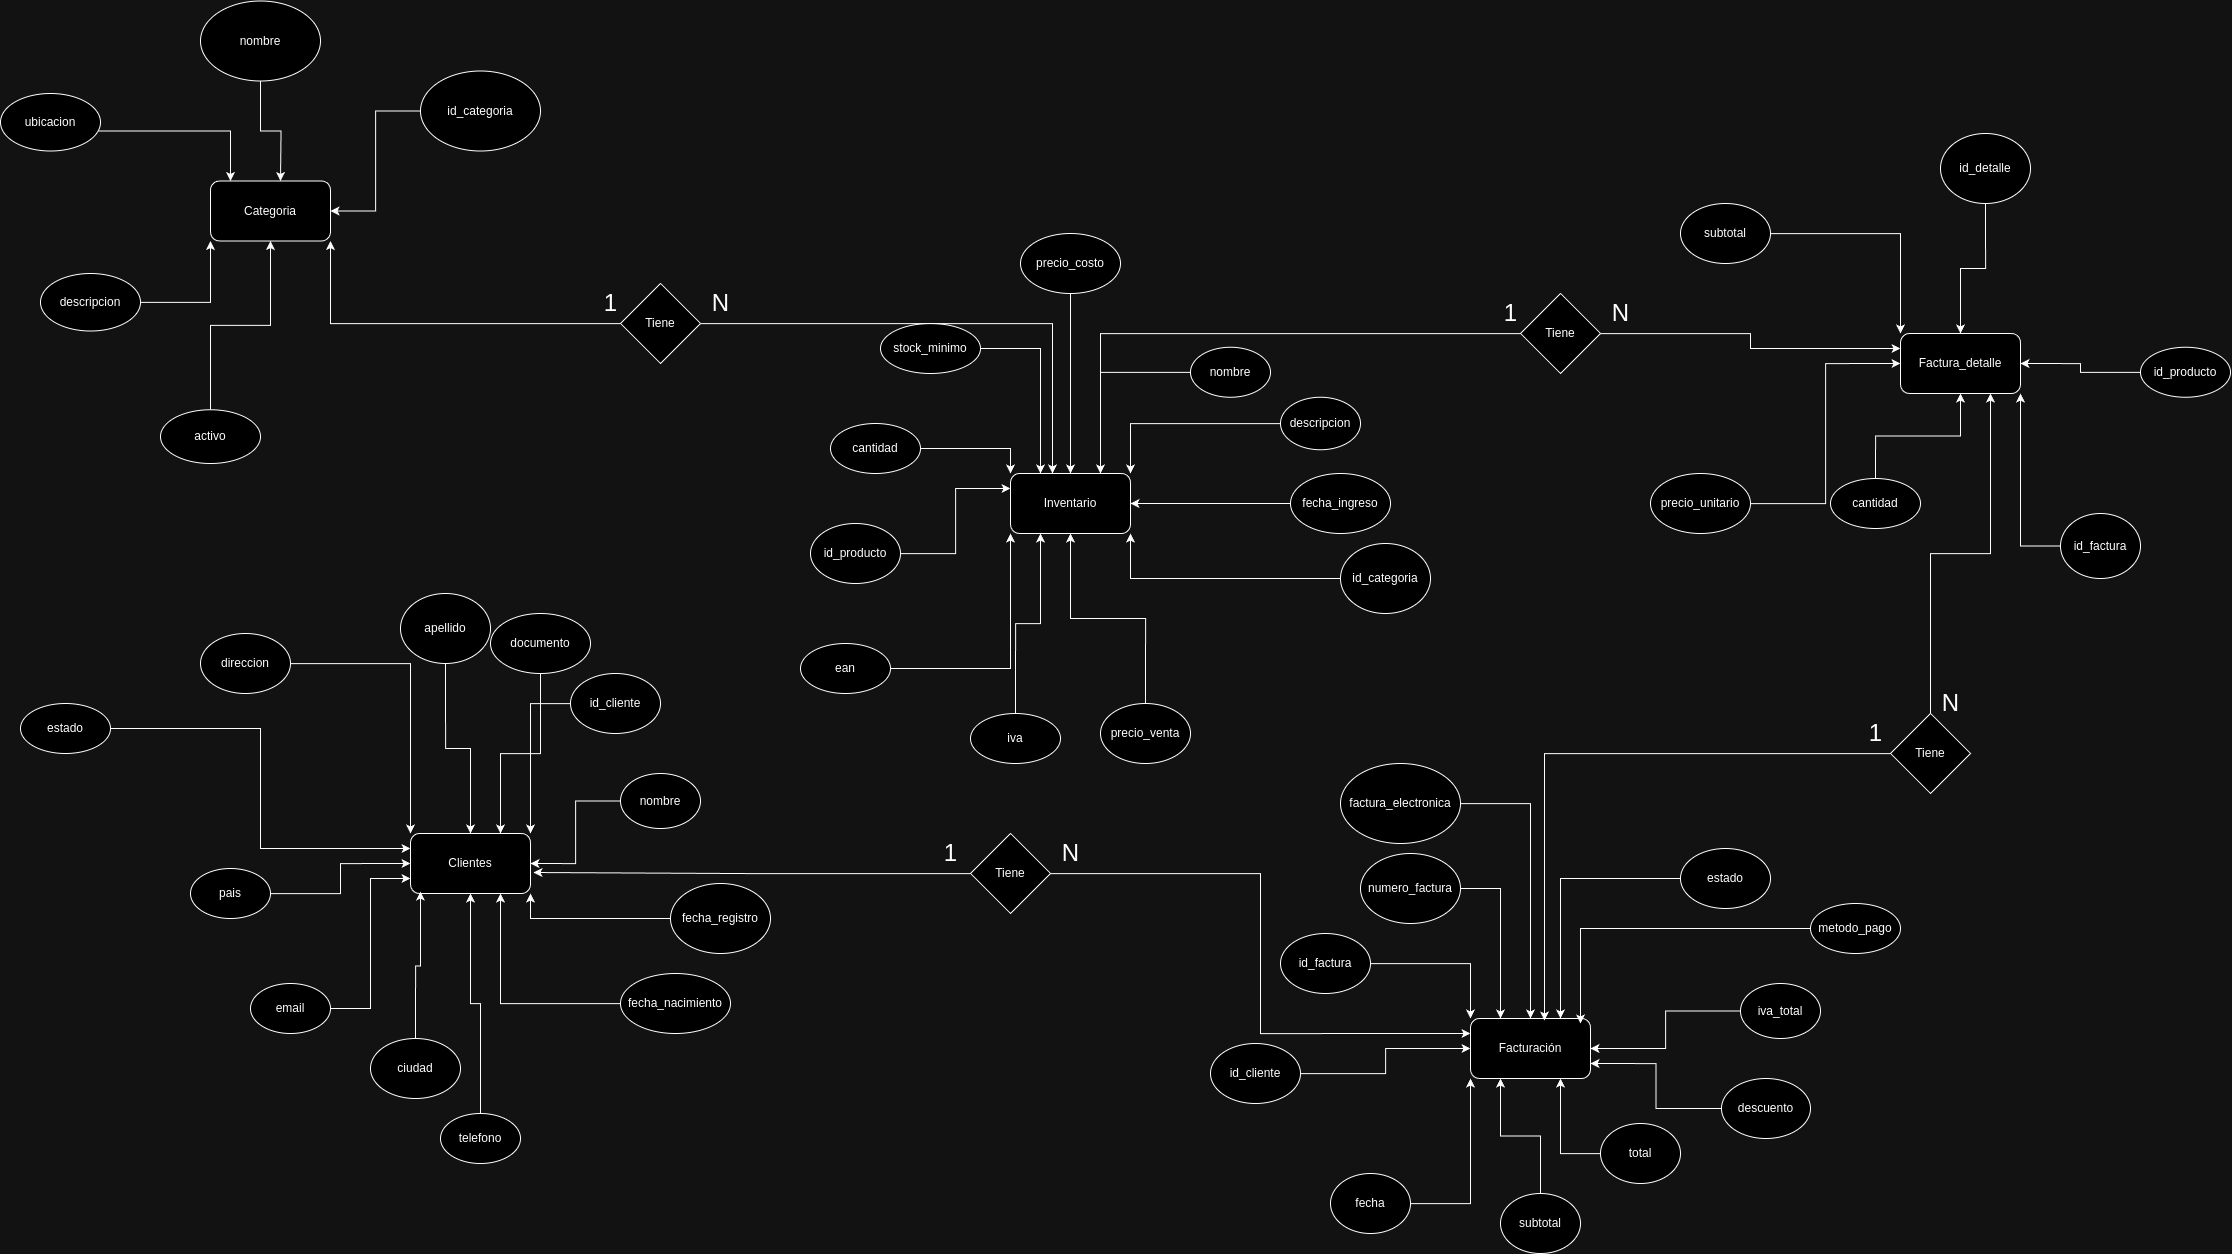 nombre
id_categoria
ubicacion
Categoria
descripcion
activo
1
Tiene
N
precio_costo
stock_minimo
nombre
cantidad
descripcion
Inventario
fecha_ingreso
id_producto
id_categoria
ean
iva
precio_venta
1
Tiene
N
id_detalle
subtotal
Factura_detalle
id_producto
precio_unitario
cantidad
id_factura
apellido
documento
direccion
id_cliente
estado
nombre
Clientes
pais
fecha_registro
email
fecha_nacimiento
ciudad
telefono
1
Tiene
N
N
1
Tiene
factura_electronica
numero_factura
estado
metodo_pago
id_factura
iva_total
Facturación
id_cliente
descuento
total
fecha
subtotal